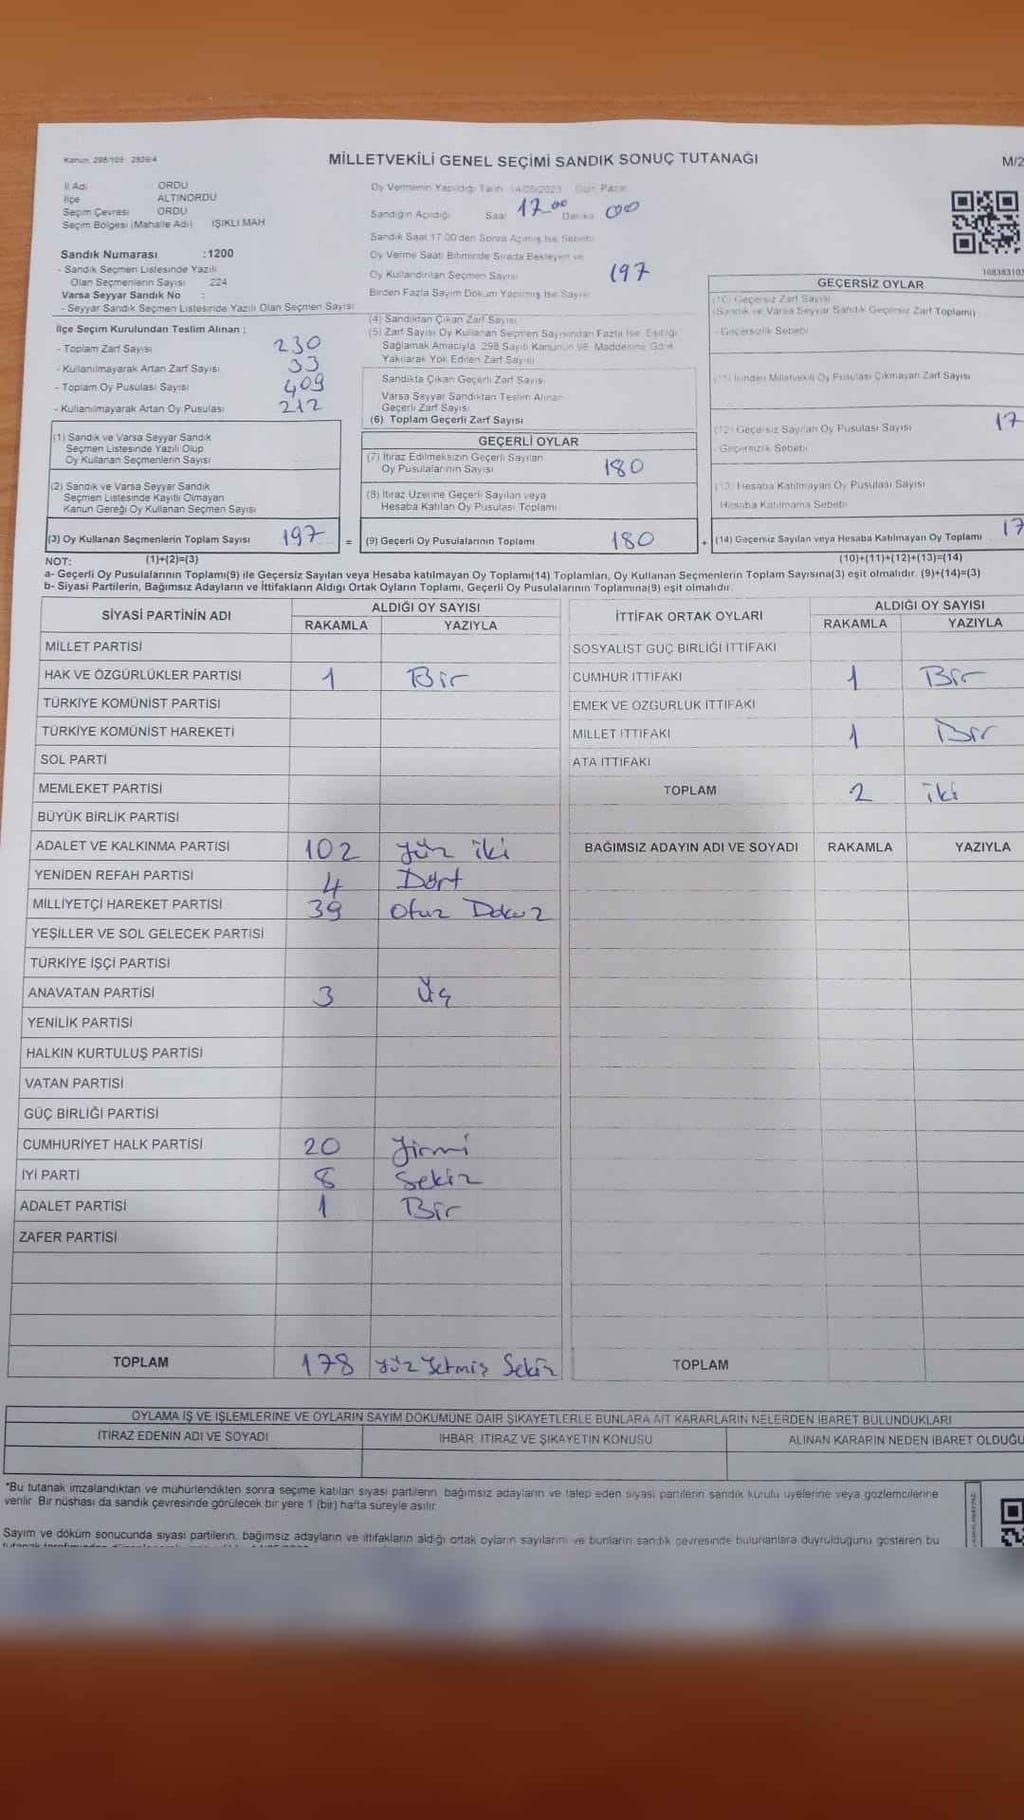 Kanun: 298/105 2839/4
MİLLETVEKİLİ GENEL SEÇİMİ SANDIK SONUÇ TUTANAĞI
M/2
İl Adı ORDU
İlçe ALTINORDU
Seçim Çevresi ORDU
Seçim Bölgesi (Mahalle Adı) IŞIKLI MAH
Oy Vermenin Yapıldığı Tarih 14/05/2023 Gün Pazar
Sandığın Açıldığı Saat 17.00 Dakika 00
Sandık Saat 17.00'den Sonra Açılmış İse Sebebi
Sandık Numarası :1200
- Sandık Seçmen Listesinde Yazılı
Olan Seçmenlerin Sayısı 224
Varsa Seyyar Sandık No :
- Seyyar Sandık Seçmen Listesinde Yazılı Olan Seçmen Sayısı
Oy Verme Saati Bitiminde Sırada Bekleyen ve
Oy Kullandırılan Seçmen Sayısı 197
Birden Fazla Sayım Döküm Yapılmış İse Sayısı
İlçe Seçim Kurulundan Teslim Alınan :
- Toplam Zarf Sayısı 230
- Kullanılmayarak Artan Zarf Sayısı 33
- Toplam Oy Pusulası Sayısı 409
- Kullanılmayarak Artan Oy Pusulası 212
(4) Sandıktan Çıkan Zarf Sayısı
(5) Zarf Sayısı Oy Kullanan Seçmen Sayısından Fazla İse, Eşitliği
Sağlamak Amacıyla, 298 Sayılı Kanunun 98. Maddesine Göre
Yakılarak Yok Edilen Zarf Sayısı
Sandıkta Çıkan Geçerli Zarf Sayısı
Varsa Seyyar Sandıktan Teslim Alınan
Geçerli Zarf Sayısı
(6) Toplam Geçerli Zarf Sayısı
GEÇERSİZ OYLAR
(10) Geçersiz Zarf Sayısı
(Sandık ve Varsa Seyyar Sandık Geçersiz Zarf Toplamı)
- Geçersizlik Sebebi
(11) İçinden Milletvekili Oy Pusulası Çıkmayan Zarf Sayısı
(12) Geçersiz Sayılan Oy Pusulası Sayısı 17
- Geçersizlik Sebebi
(13) Hesaba Katılmayan Oy Pusulası Sayısı
Hesaba Katılmama Sebebi
(14) Geçersiz Sayılan veya Hesaba Katılmayan Oy Toplamı 17
(1) Sandık ve Varsa Seyyar Sandık
Seçmen Listesinde Yazılı Olup
Oy Kullanan Seçmenlerin Sayısı
(2) Sandık ve Varsa Seyyar Sandık
Seçmen Listesinde Kayıtlı Olmayan
Kanun Gereği Oy Kullanan Seçmen Sayısı
(3) Oy Kullanan Seçmenlerin Toplam Sayısı 197 =
GEÇERLİ OYLAR
(7) İtiraz Edilmeksizin Geçerli Sayılan
Oy Pusulalarının Sayısı 180
(8) İtiraz Üzerine Geçerli Sayılan veya
Hesaba Katılan Oy Pusulası Toplamı
(9) Geçerli Oy Pusulalarının Toplamı 180 +
NOT: (1)+(2)=(3) (10)+(11)+(12)+(13)=(14)
a- Geçerli Oy Pusulalarının Toplamı(9) ile Geçersiz Sayılan veya Hesaba katılmayan Oy Toplamı(14) Toplamları, Oy Kullanan Seçmenlerin Toplam Sayısına(3) eşit olmalıdır. (9)+(14)=(3)
b- Siyasi Partilerin, Bağımsız Adayların ve İttifakların Aldığı Ortak Oyların Toplamı, Geçerli Oy Pusulalarının Toplamına(9) eşit olmalıdır.
SİYASİ PARTİNİN ADI ALDIĞI OY SAYISI
RAKAMLA YAZIYLA
MİLLET PARTİSİ
HAK VE ÖZGÜRLÜKLER PARTİSİ 1 Bir
TÜRKİYE KOMÜNİST PARTİSİ
TÜRKİYE KOMÜNİST HAREKETİ
SOL PARTİ
MEMLEKET PARTİSİ
BÜYÜK BİRLİK PARTİSİ
ADALET VE KALKINMA PARTİSİ 102 yüz iki
YENİDEN REFAH PARTİSİ 4 Dört
MİLLİYETÇİ HAREKET PARTİSİ 39 Otuz Dokuz
YEŞİLLER VE SOL GELECEK PARTİSİ
TÜRKİYE İŞÇİ PARTİSİ
ANAVATAN PARTİSİ 3 Üç
YENİLİK PARTİSİ
HALKIN KURTULUŞ PARTİSİ
VATAN PARTİSİ
GÜÇ BİRLİĞİ PARTİSİ
CUMHURİYET HALK PARTİSİ 20 Yirmi
İYİ PARTİ 8 Sekiz
ADALET PARTİSİ 1 Bir
ZAFER PARTİSİ
TOPLAM 178 yüz Yetmiş Sekiz
İTTİFAK ORTAK OYLARI ALDIĞI OY SAYISI
RAKAMLA YAZIYLA
SOSYALİST GÜÇ BİRLİĞİ İTTİFAKI
CUMHUR İTTİFAKI 1 Bir
EMEK VE ÖZGÜRLÜK İTTİFAKI
MİLLET İTTİFAKI 1 Bir
ATA İTTİFAKI
TOPLAM 2 iki
BAĞIMSIZ ADAYIN ADI VE SOYADI RAKAMLA YAZIYLA
TOPLAM
OYLAMA İŞ VE İŞLEMLERİNE VE OYLARIN SAYIM DÖKÜMÜNE DAİR ŞİKAYETLERLE BUNLARA AİT KARARLARIN NELERDEN İBARET BULUNDUKLARI
İTİRAZ EDENİN ADI VE SOYADI İHBAR, İTİRAZ VE ŞİKAYETİN KONUSU ALINAN KARARIN NEDEN İBARET OLDUĞU
*Bu tutanak imzalandıktan ve mühürlendikten sonra seçime katılan siyasi partilerin, bağımsız adayların ve talep eden siyasi partilerin sandık kurulu üyelerine veya gözlemcilerine
verilir. Bir nüshası da sandık çevresinde görülecek bir yere 1 (bir) hafta süreyle asılır.
Sayım ve döküm sonucunda siyasi partilerin, bağımsız adayların ve ittifakların aldığı ortak oyların sayılarını ve bunların sandık çevresinde bulunanlara duyrulduğunu gösteren bu